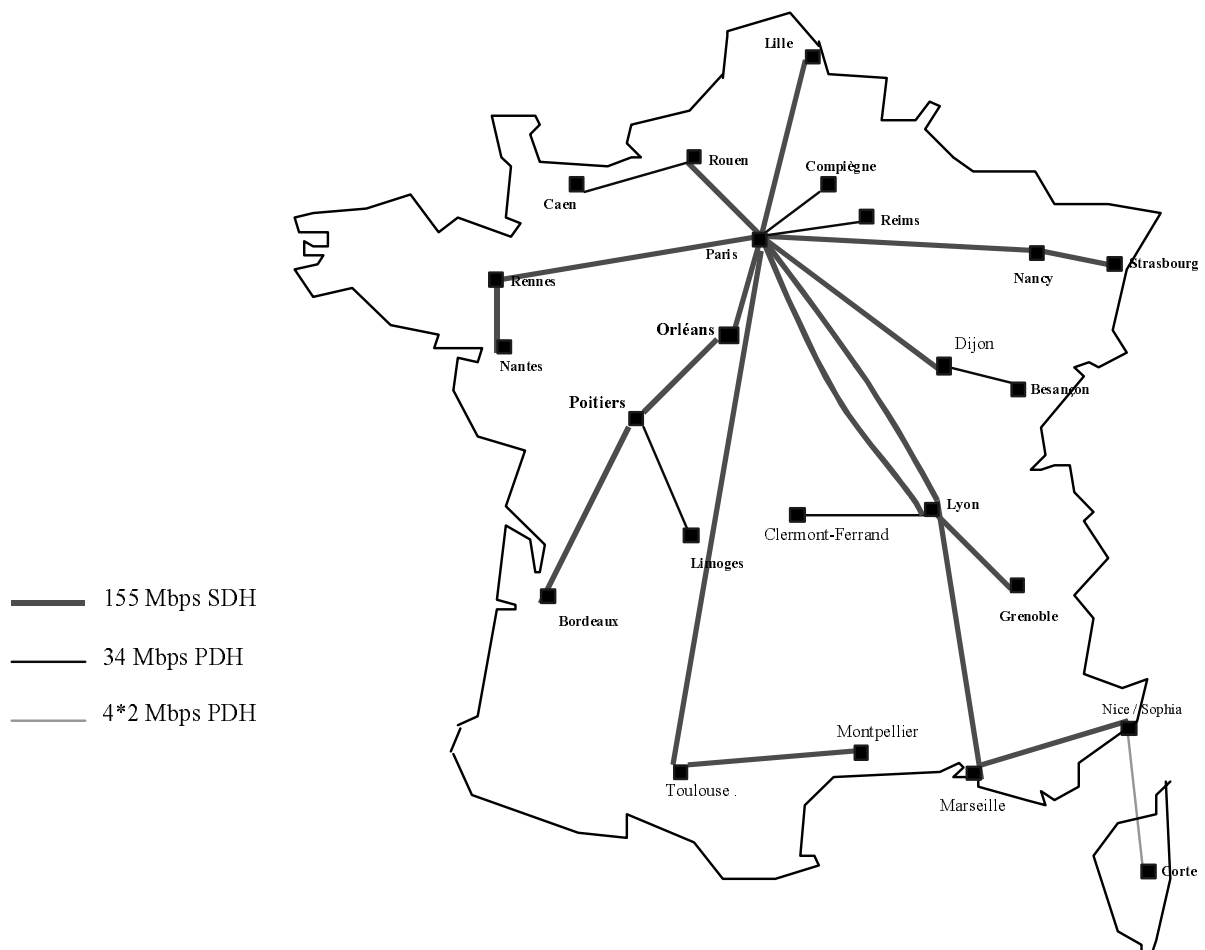 Lille
Rouen
Compiègne
Caen
Reims
Paris
Nancy
Strasbourg
Rennes
Orléans
Dijon
Nantes
Besançon
Poitiers
Lyon
Clermont-Ferrand
Limoges
155 Mbps SDH
Bordeaux
Grenoble
34 Mbps PDH
4*2 Mbps PDH
Nice / Sophia
Montpellier
Toulouse .
Marseille
Corte